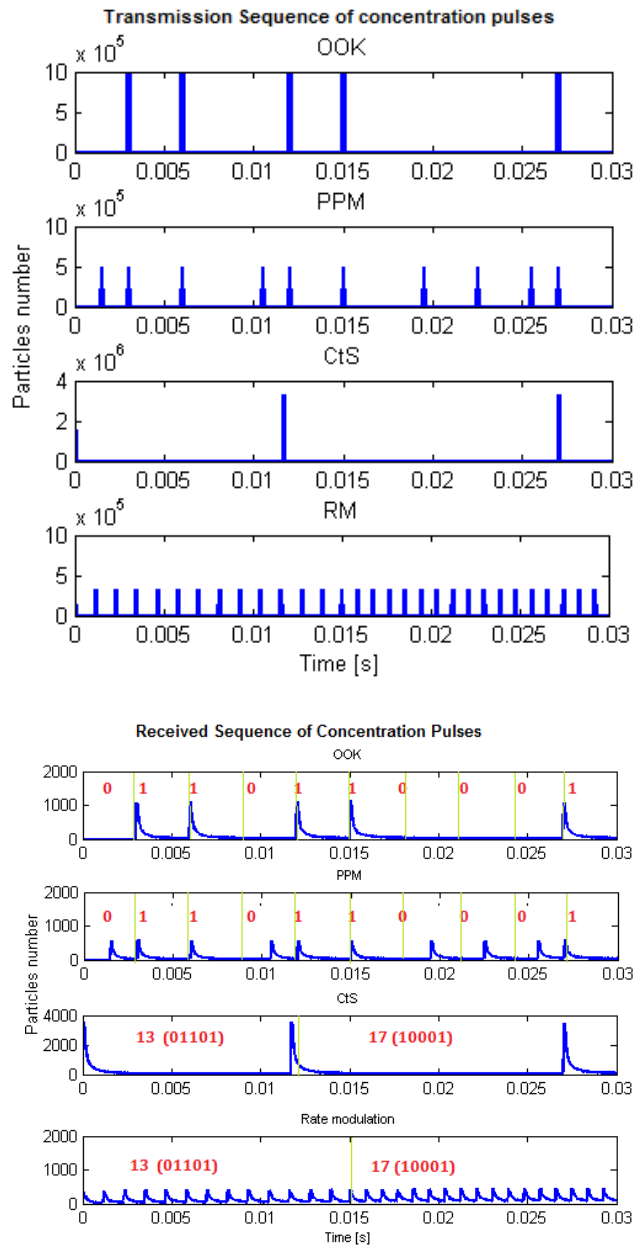 Transmission Sequence of concentration pulses
OOK
x 10^5
10
5
0
0 0.005 0.01 0.015 0.02 0.025 0.03
PPM
x 10^5
10
5
0
0 0.005 0.01 0.015 0.02 0.025 0.03
Particles number
CtS
x 10^6
4
2
0
0 0.005 0.01 0.015 0.02 0.025 0.03
RM
x 10^5
10
5
0
0 0.005 0.01 0.015 0.02 0.025 0.03
Time [s]
Received Sequence of Concentration Pulses
OOK
2000
1000
0
0 1 1 0 1 1 0 0 0 1
0 0.005 0.01 0.015 0.02 0.025 0.03
PPM
2000
1000
0
0 1 1 0 1 1 0 0 0 1
0 0.005 0.01 0.015 0.02 0.025 0.03
Particles number
CtS
4000
2000
0
13 (01101) 17 (10001)
0 0.005 0.01 0.015 0.02 0.025 0.03
Rate modulation
2000
1000
0
13 (01101) 17 (10001)
0 0.005 0.01 0.015 0.02 0.025 0.03
Time [s]